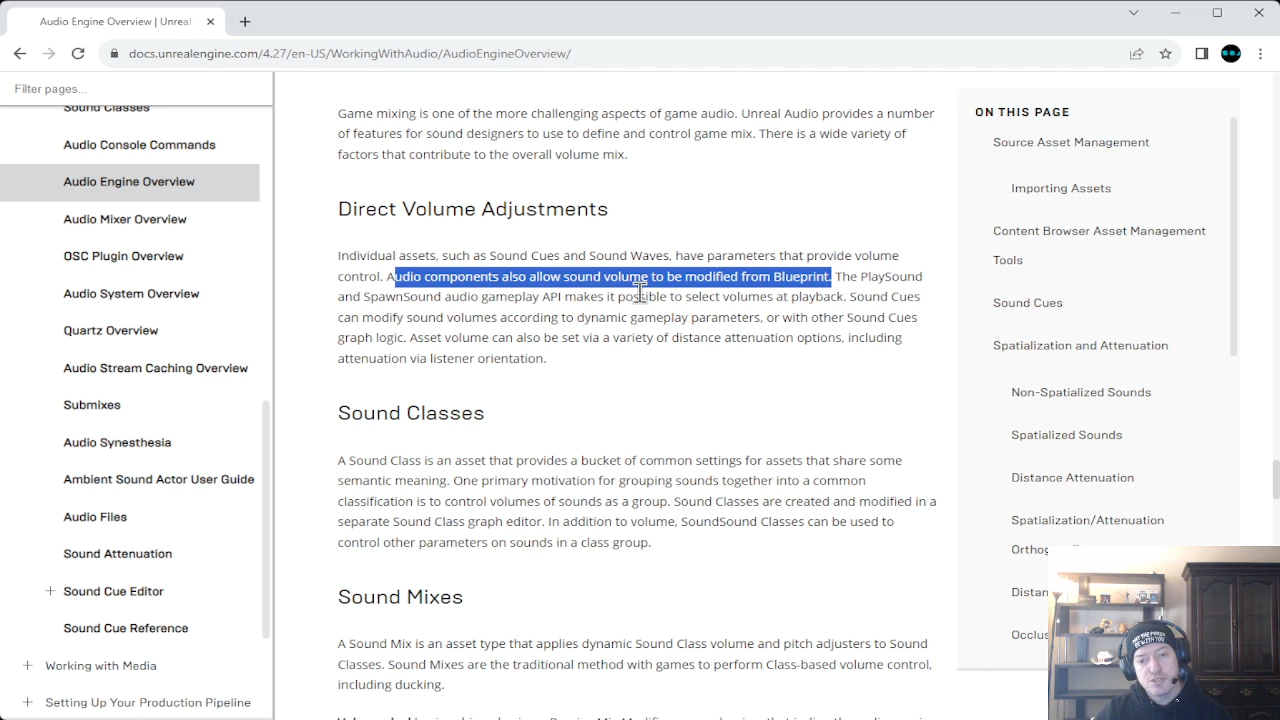 Audio Engine Overview | Unreal
docs.unrealengine.com/4.27/en-US/WorkingWithAudio/AudioEngineOverview/
Filter pages...
Sound Classes
Audio Console Commands
Audio Engine Overview
Audio Mixer Overview
OSC Plugin Overview
Audio System Overview
Quartz Overview
Audio Stream Caching Overview
Submixes
Audio Synesthesia
Ambient Sound Actor User Guide
Audio Files
Sound Attenuation
Sound Cue Editor
Sound Cue Reference
Working with Media
Setting Up Your Production Pipeline
Game mixing is one of the more challenging aspects of game audio. Unreal Audio provides a number
of features for sound designers to use to define and control game mix. There is a wide variety of
factors that contribute to the overall volume mix.
Direct Volume Adjustments
Individual assets, such as Sound Cues and Sound Waves, have parameters that provide volume
control. Audio components also allow sound volume to be modified from Blueprint. The PlaySound
and SpawnSound audio gameplay API makes it possible to select volumes at playback. Sound Cues
can modify sound volumes according to dynamic gameplay parameters, or with other Sound Cues
graph logic. Asset volume can also be set via a variety of distance attenuation options, including
attenuation via listener orientation.
Sound Classes
A Sound Class is an asset that provides a bucket of common settings for assets that share some
semantic meaning. One primary motivation for grouping sounds together into a common
classification is to control volumes of sounds as a group. Sound Classes are created and modified in a
separate Sound Class graph editor. In addition to volume, SoundSound Classes can be used to
control other parameters on sounds in a class group.
Sound Mixes
A Sound Mix is an asset type that applies dynamic Sound Class volume and pitch adjusters to Sound
Classes. Sound Mixes are the traditional method with games to perform Class-based volume control,
including ducking.
ON THIS PAGE
Source Asset Management
Importing Assets
Content Browser Asset Management
Tools
Sound Cues
Spatialization and Attenuation
Non-Spatialized Sounds
Spatialized Sounds
Distance Attenuation
Spatialization/Attenuation
Orthog
Distan
Occlus